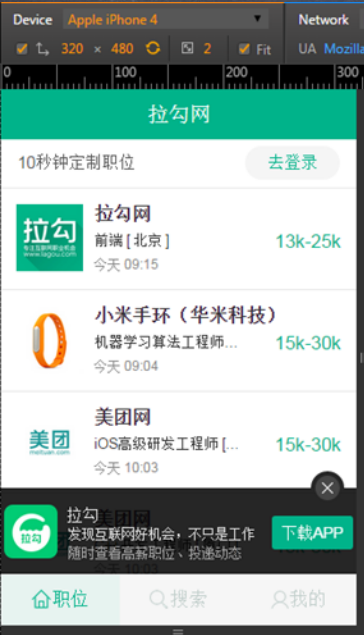 Device Apple iPhone 4 Network
320 × 480 2 Fit UA Mozilla
0 100 200 300
拉勾网
10秒钟定制职位 去登录
拉勾
www.lagou.com
拉勾网
前端 [ 北京 ]
今天 09:15
13k-25k
小米手环（华米科技）
机器学习算法工程师...
今天 09:04
15k-30k
美团
meituan.com
美团网
iOS高级研发工程师 [...
今天 10:03
15k-30k
拉勾
拉勾
发现互联网好机会，不只是工作
随时查看高薪职位、投递动态
下载APP
职位 搜索 我的